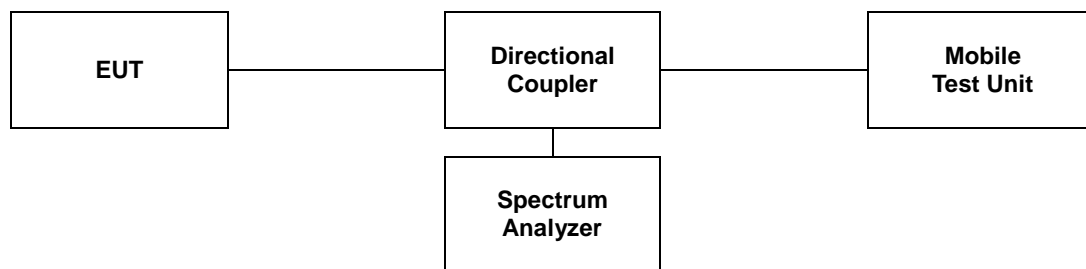 EUT
Directional
Coupler
Mobile
Test Unit
Spectrum
Analyzer